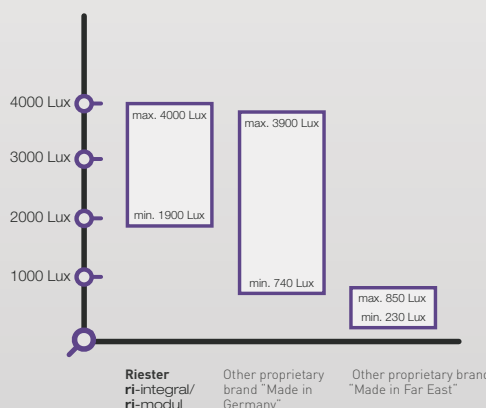 4000 Lux
3000 Lux
2000 Lux
1000 Lux
max. 4000 Lux
min. 1900 Lux
max. 3900 Lux
min. 740 Lux
max. 850 Lux
min. 230 Lux
Riester
ri-integral/
ri-modul
Other proprietary
brand "Made in
Germany"
Other proprietary brand
"Made in Far East"